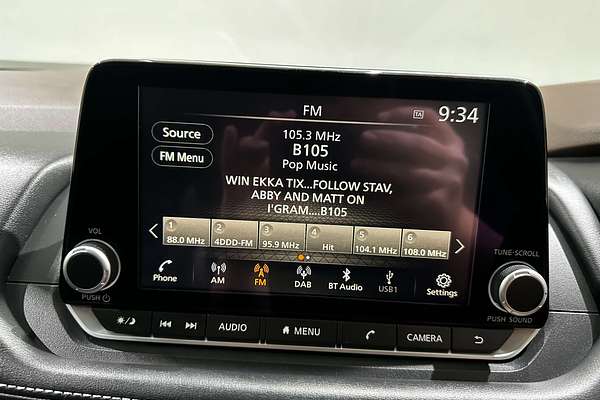 FM
TA
9:34
Source
FM Menu
105.3 MHz
B105
Pop Music
WIN EKKA TIX...FOLLOW STAV,
ABBY AND MATT ON
I'GRAM....B105
1
88.0 MHz
2
4DDD-FM
3
95.9 MHz
4
Hit
5
104.1 MHz
6
108.0 MHz
Phone
AM
FM
DAB
BT Audio
USB1
Settings
VOL
PUSH
TUNE-SCROLL
PUSH SOUND
AUDIO
MENU
CAMERA